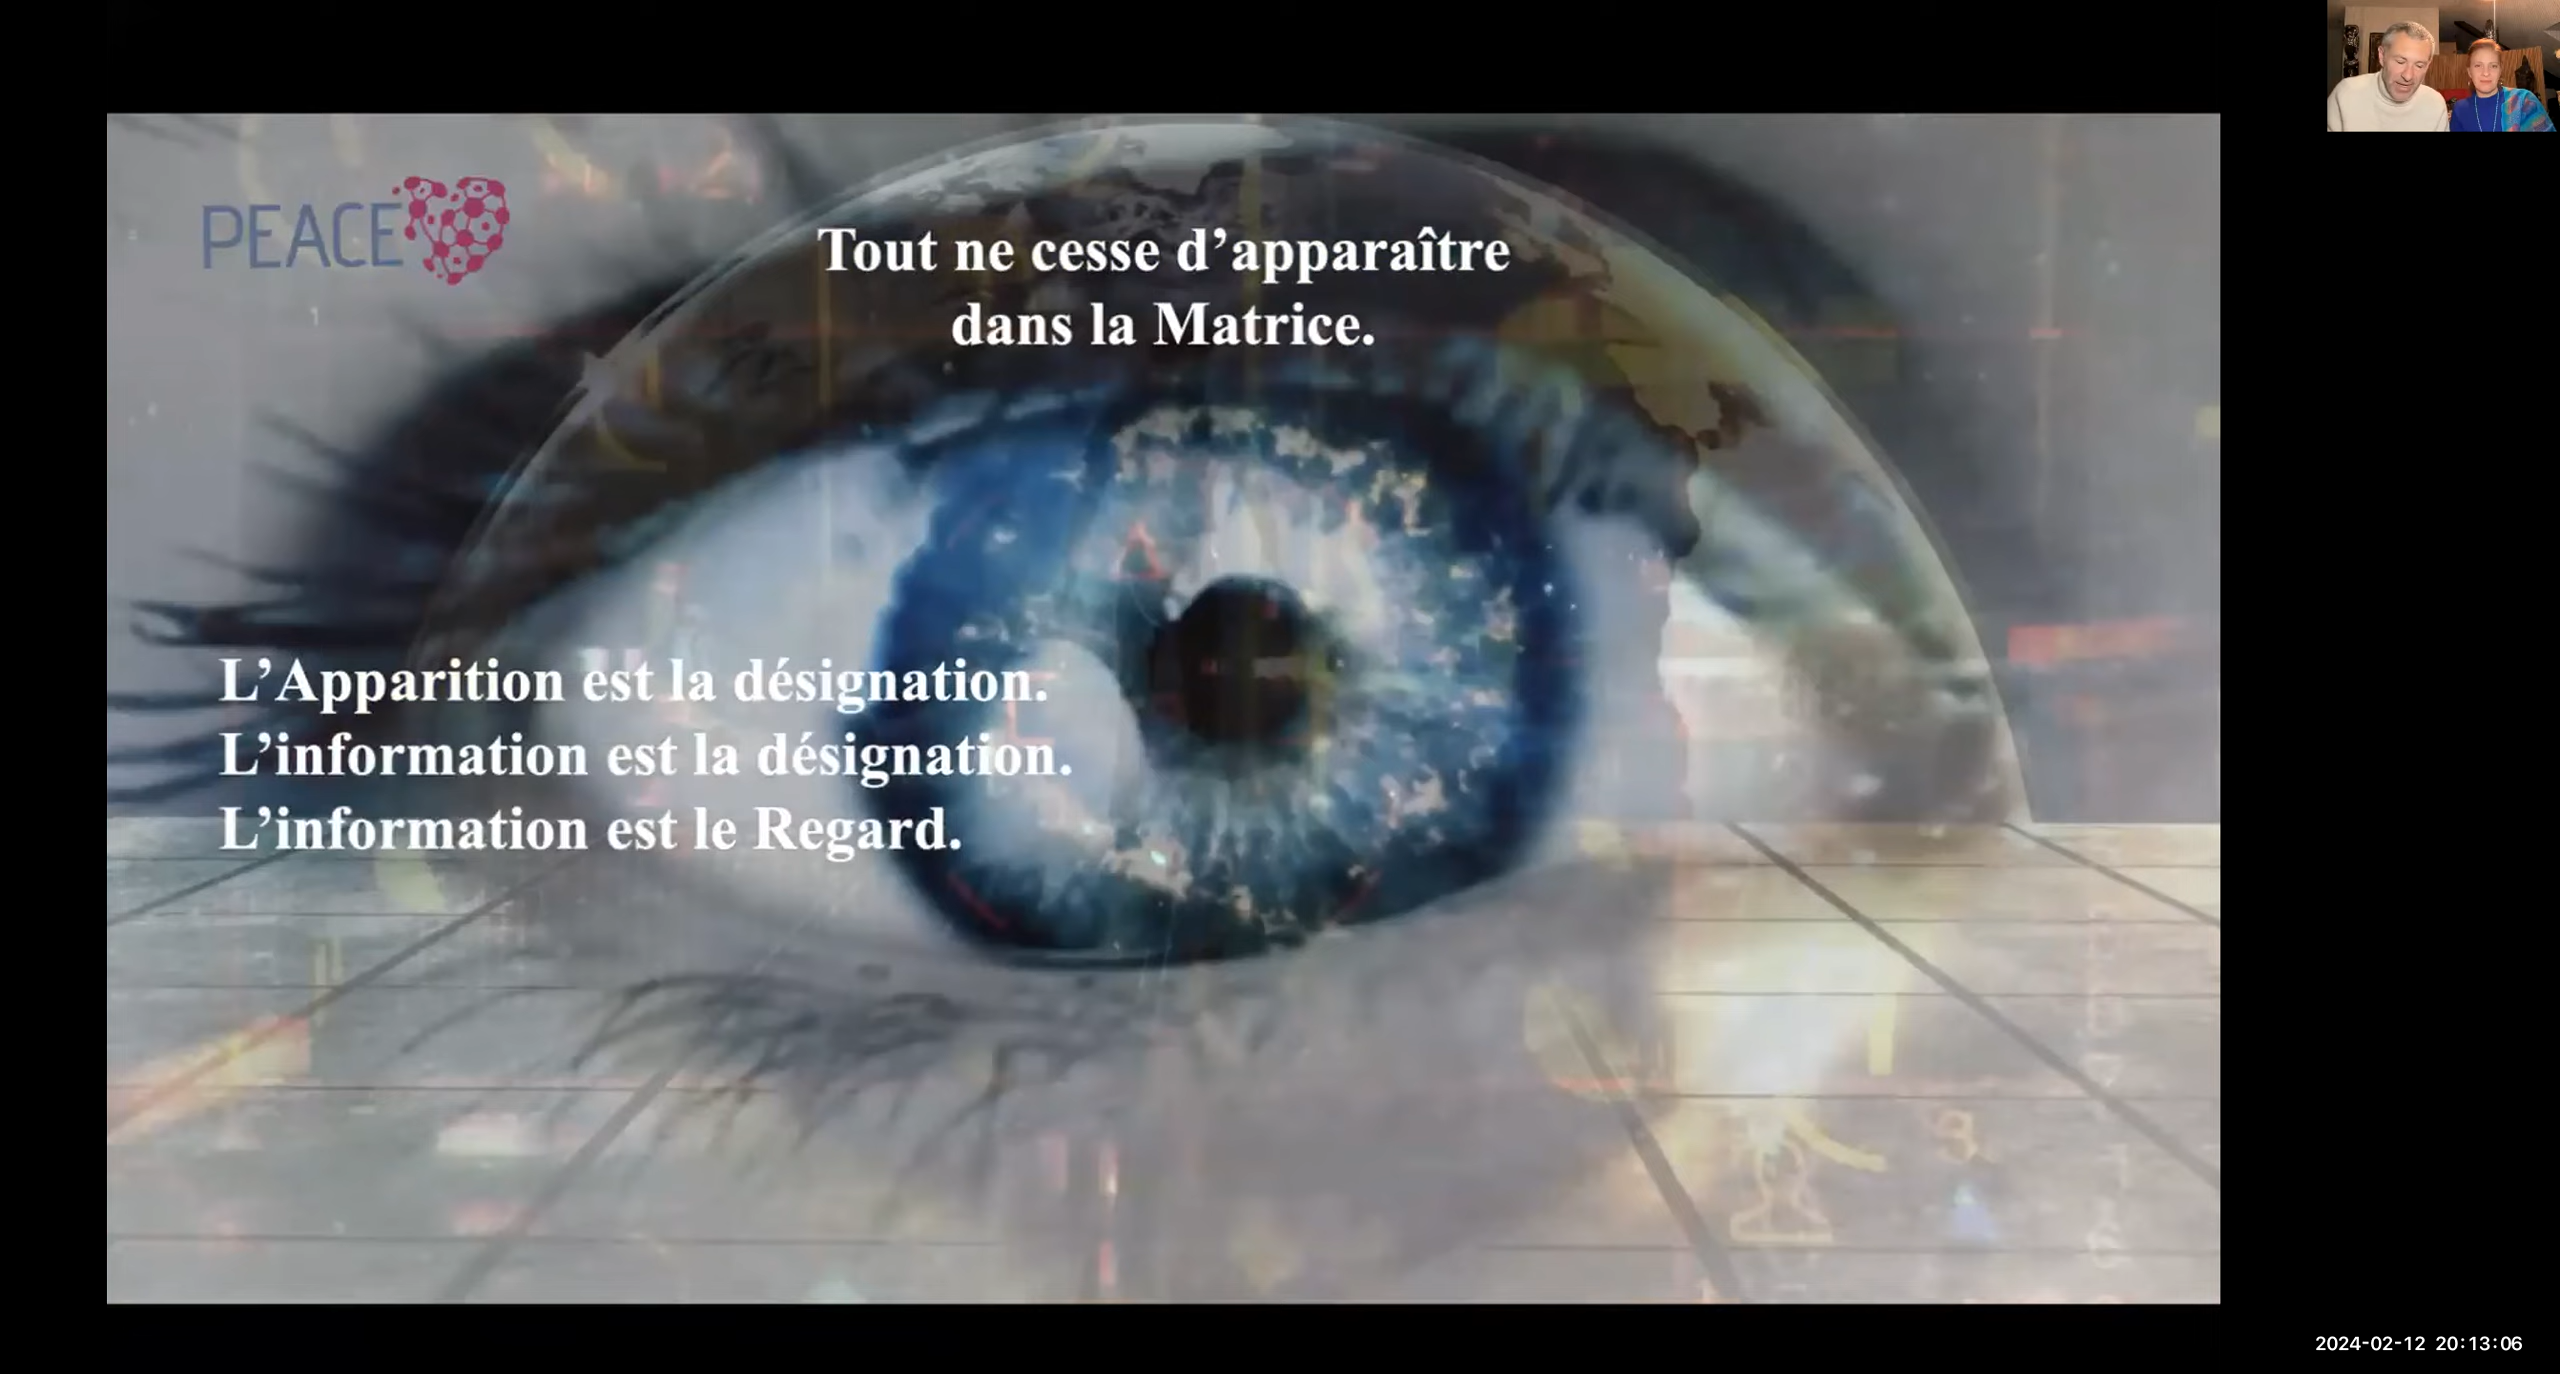 PEACE
Tout ne cesse d’apparaître
dans la Matrice.
L’Apparition est la désignation.
L’information est la désignation.
L’information est le Regard.
2024-02-12 20:13:06